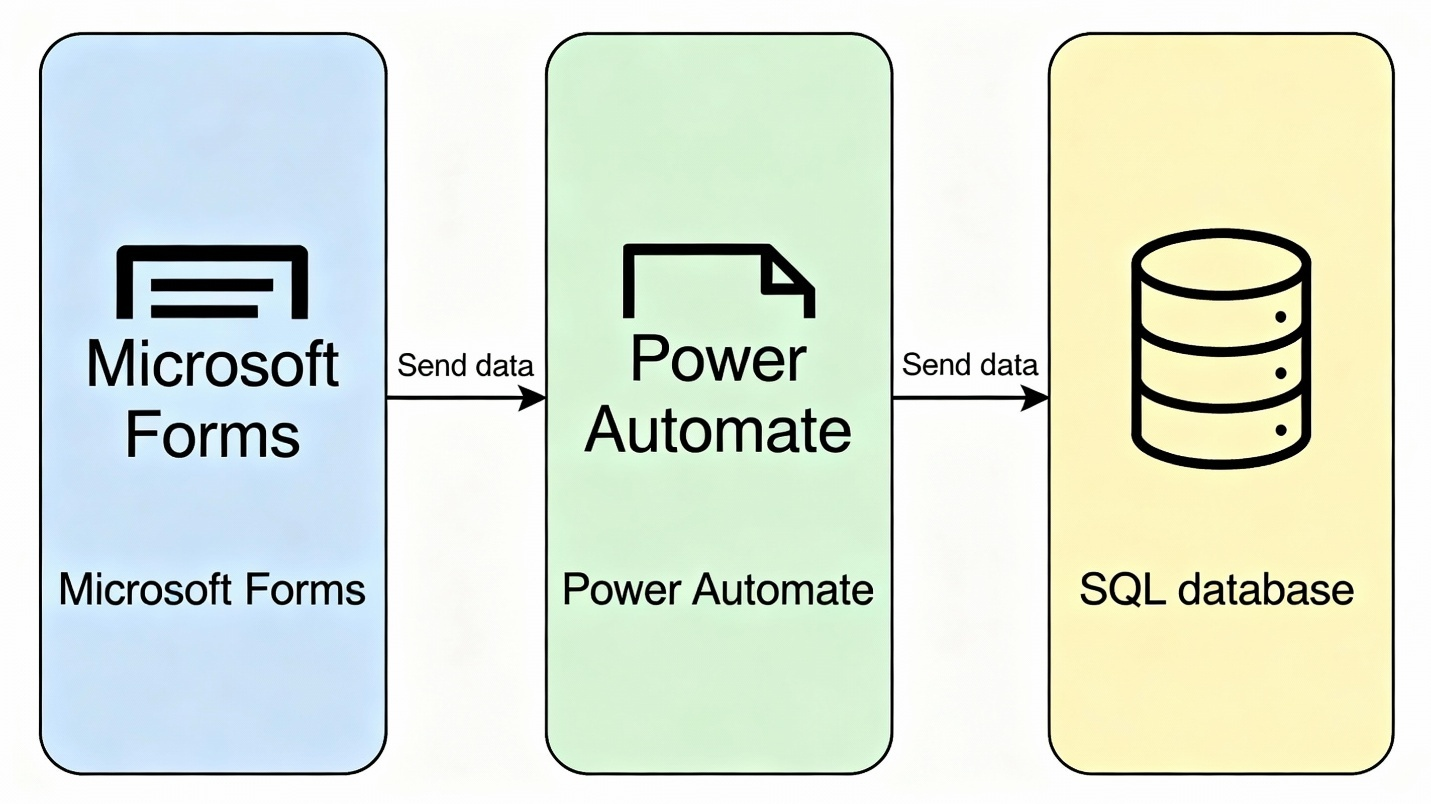 Microsoft
Forms
Microsoft Forms
Send data
Power
Automate
Power Automate
Send data
SQL database